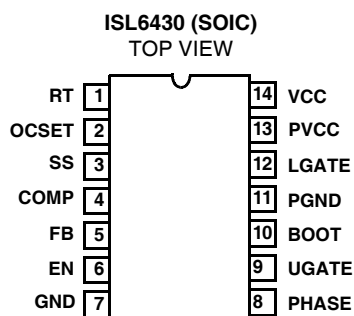 ISL6430 (SOIC)
TOP VIEW
RT 1 14 VCC
OCSET 2 13 PVCC
SS 3 12 LGATE
COMP 4 11 PGND
FB 5 10 BOOT
EN 6 9 UGATE
GND 7 8 PHASE